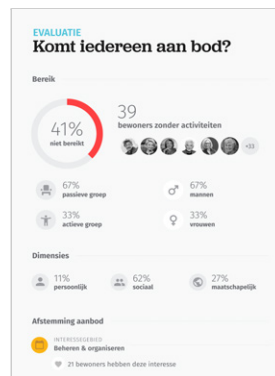 EVALUATIE
Komt iedereen aan bod?
Bereik
41%
niet bereikt
39
bewoners zonder activiteiten
+33
67%
passieve groep
67%
mannen
33%
actieve groep
33%
vrouwen
Dimensies
11%
persoonlijk
62%
sociaal
27%
maatschapelijk
Afstemming aanbod
INTERESSEGEBIED
Beheren & organiseren
21 bewoners hebben deze interesse